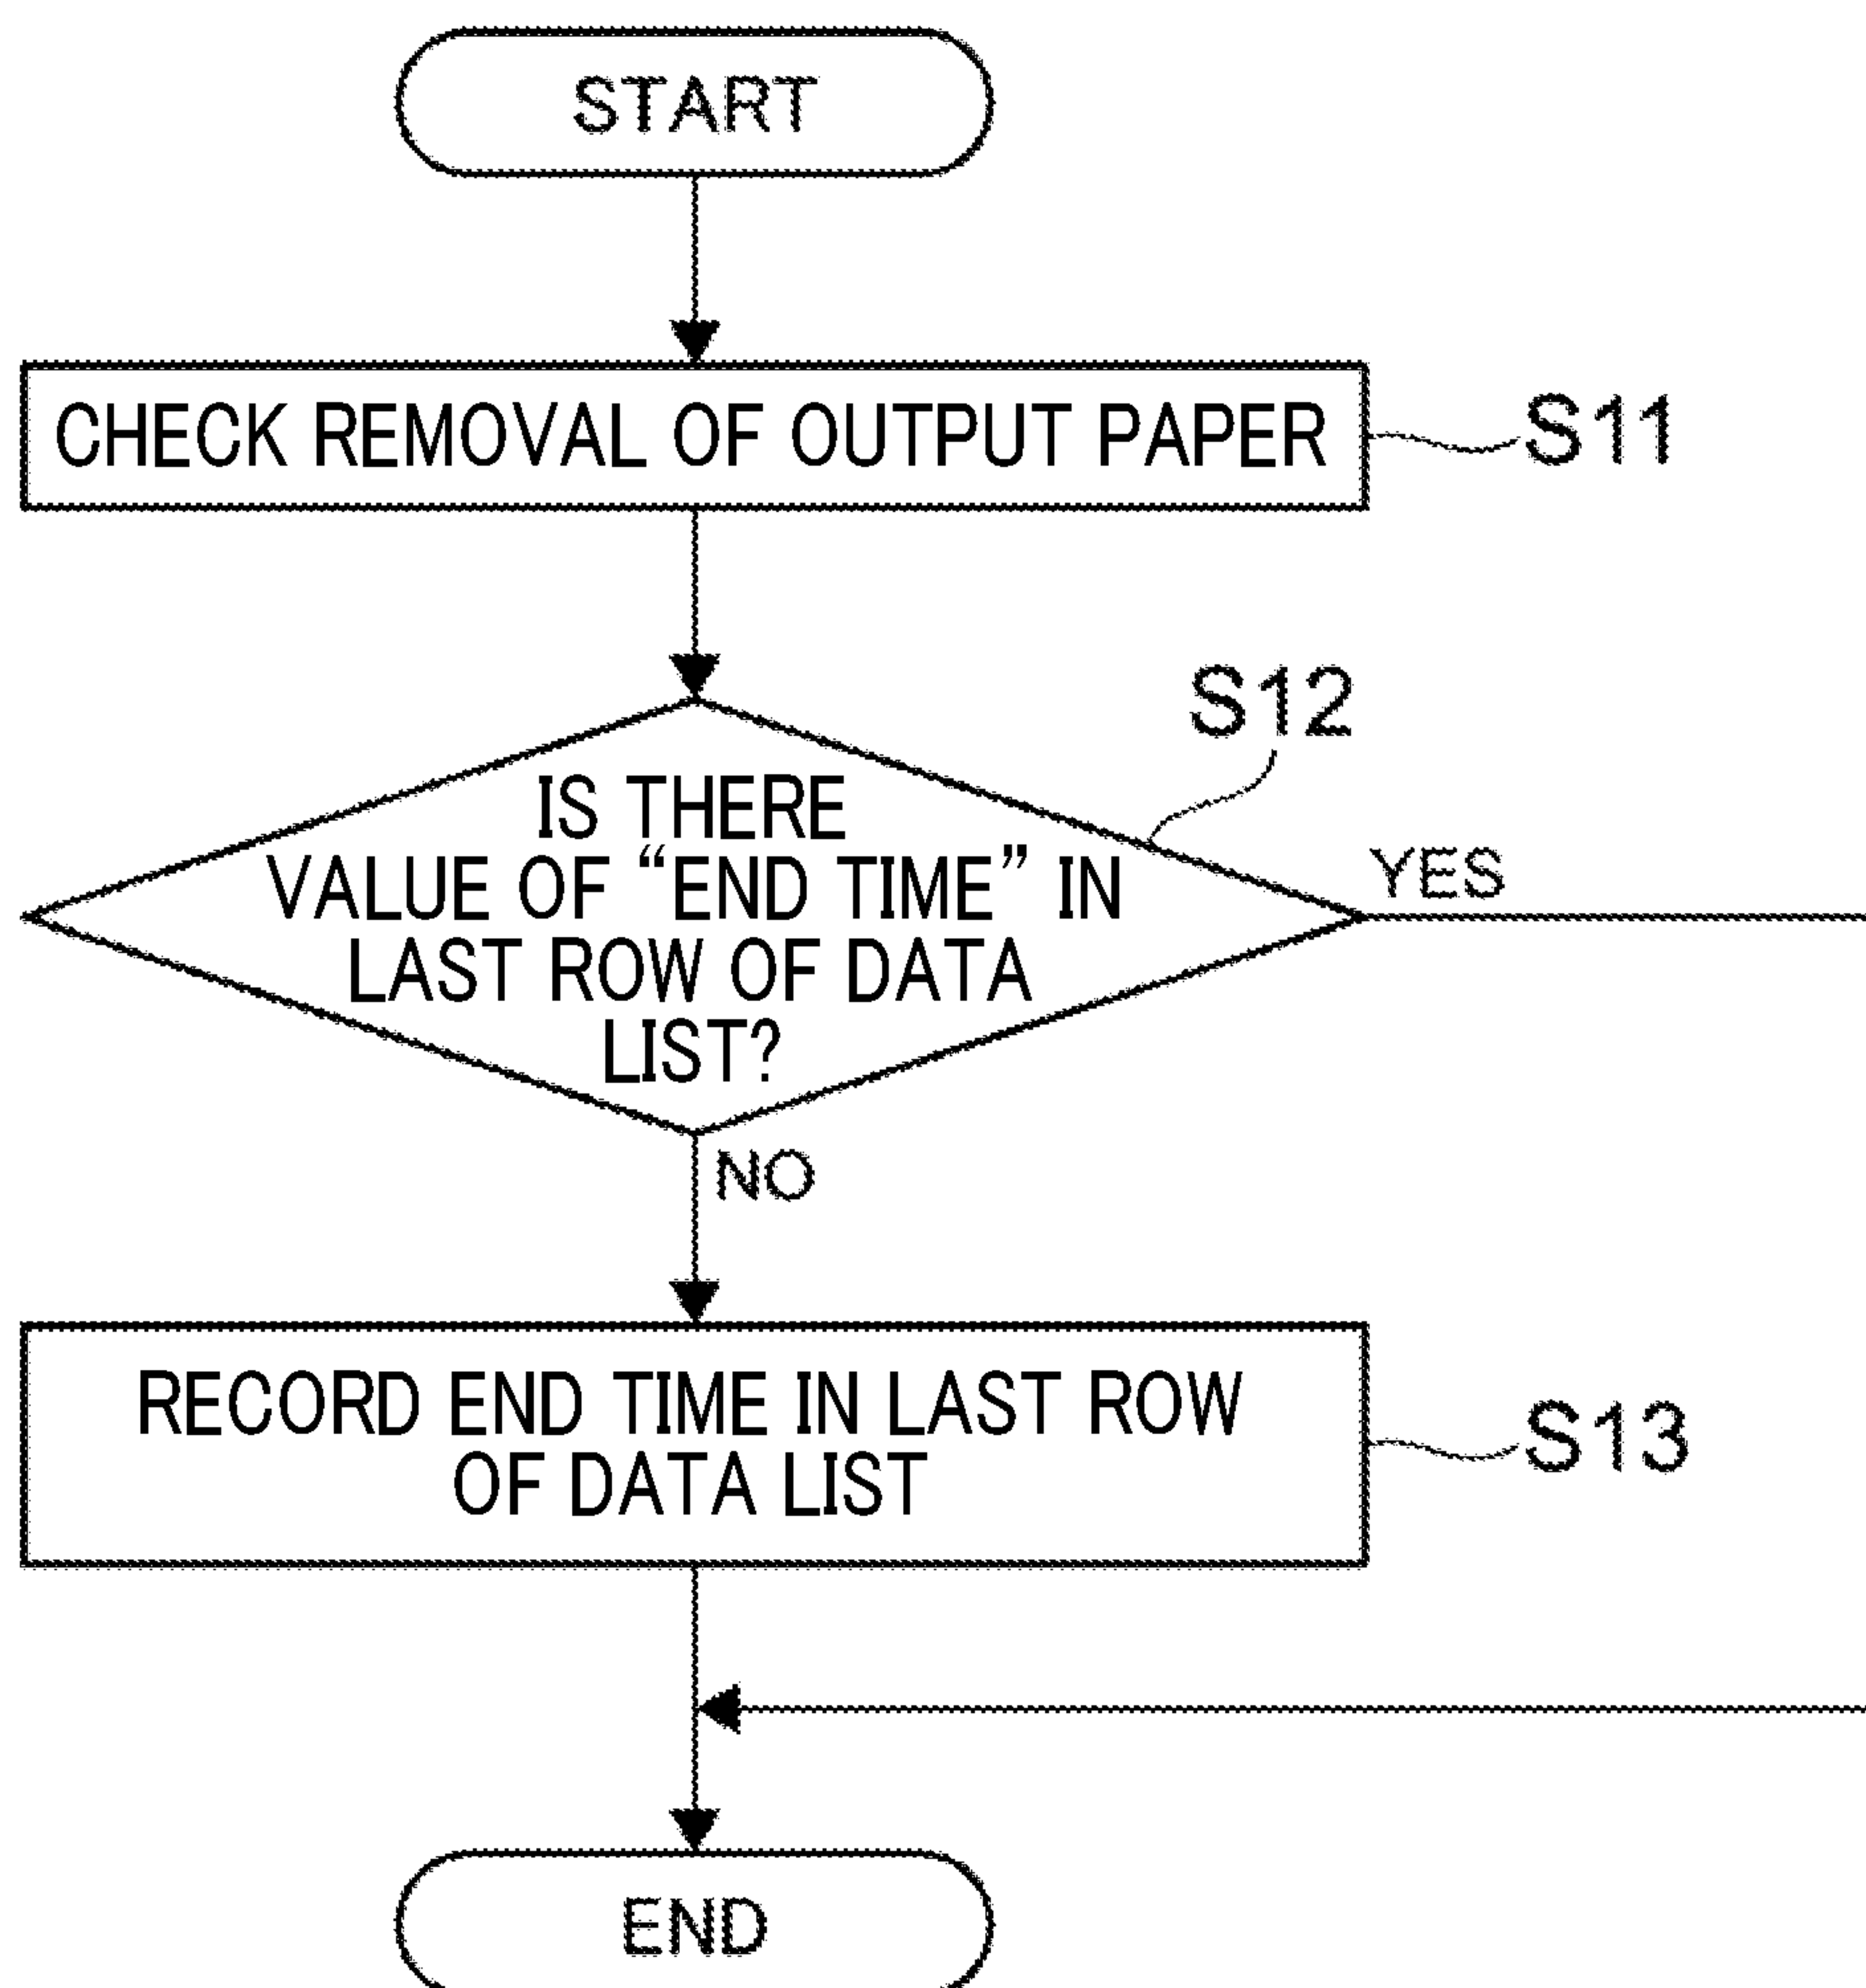 START
CHECK REMOVAL OF OUTPUT PAPER
S11
S12
IS THERE
VALUE OF “END TIME” IN
LAST ROW OF DATA
LIST?
YES
NO
RECORD END TIME IN LAST ROW
OF DATA LIST
S13
END